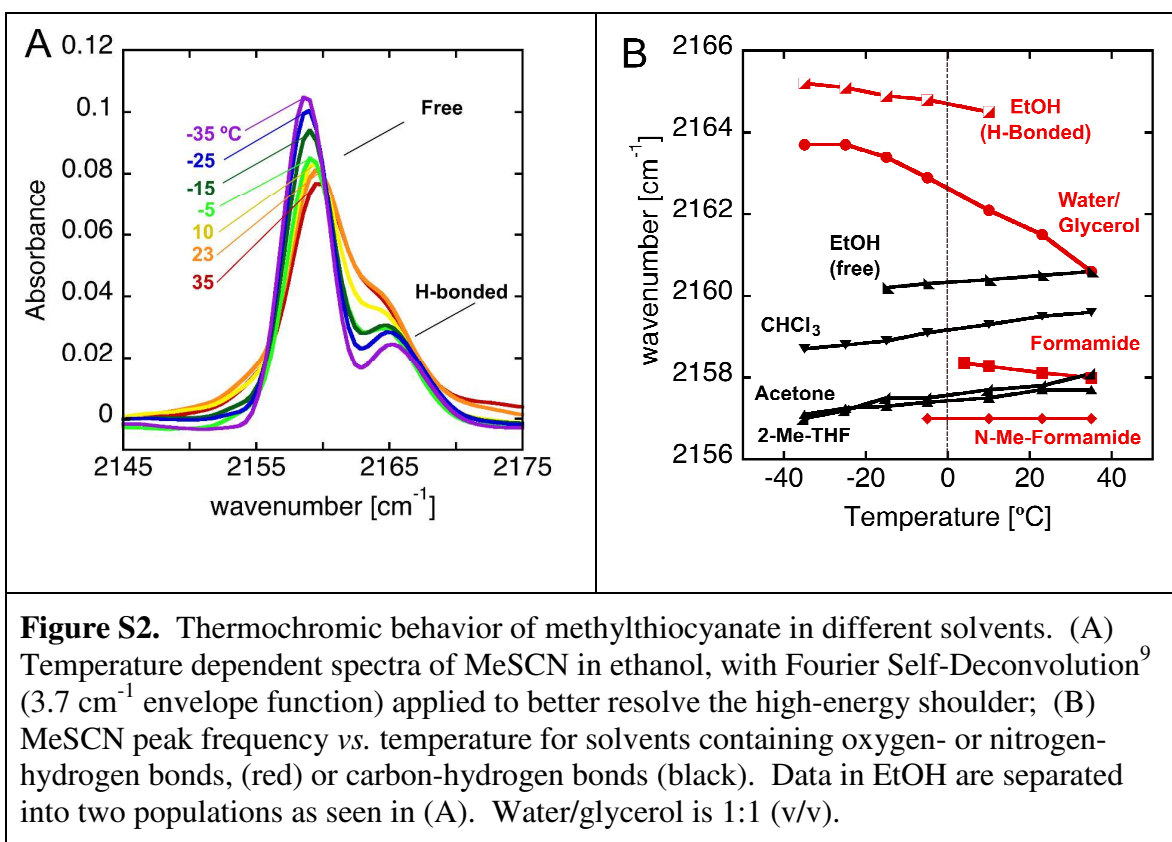 A
0.12
0.1
0.08
0.06
0.04
0.02
0
Absorbance
-35 ºC
-25
-15
-5
10
23
35
Free
H-bonded
2145 2155 2165 2175
wavenumber [cm-1]
B
2166
2164
2162
2160
2158
2156
wavenumber [cm-1]
EtOH
(H-Bonded)
Water/
Glycerol
EtOH
(free)
CHCl3
Formamide
Acetone
2-Me-THF
N-Me-Formamide
-40 -20 0 20 40
Temperature [ºC]
Figure S2. Thermochromic behavior of methylthiocyanate in different solvents. (A)
Temperature dependent spectra of MeSCN in ethanol, with Fourier Self-Deconvolution9
(3.7 cm-1 envelope function) applied to better resolve the high-energy shoulder; (B)
MeSCN peak frequency vs. temperature for solvents containing oxygen- or nitrogen-
hydrogen bonds, (red) or carbon-hydrogen bonds (black). Data in EtOH are separated
into two populations as seen in (A). Water/glycerol is 1:1 (v/v).